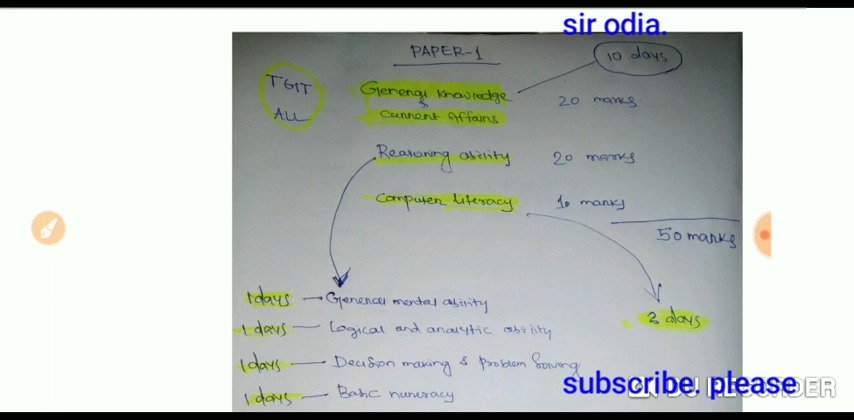 sir odia.
PAPER-1
10 days
TGT
ALL
General Knowledge
&
Current Affairs
20 marks
Reasoning ability 20 marks
Computer Literacy 10 marks
50 marks
1 days General mental ability
1 days Logical and analytic ability
1 days Decision making & Problem Solving
1 days Basic numeracy
2 days
DU RECORDER
subscribe. please